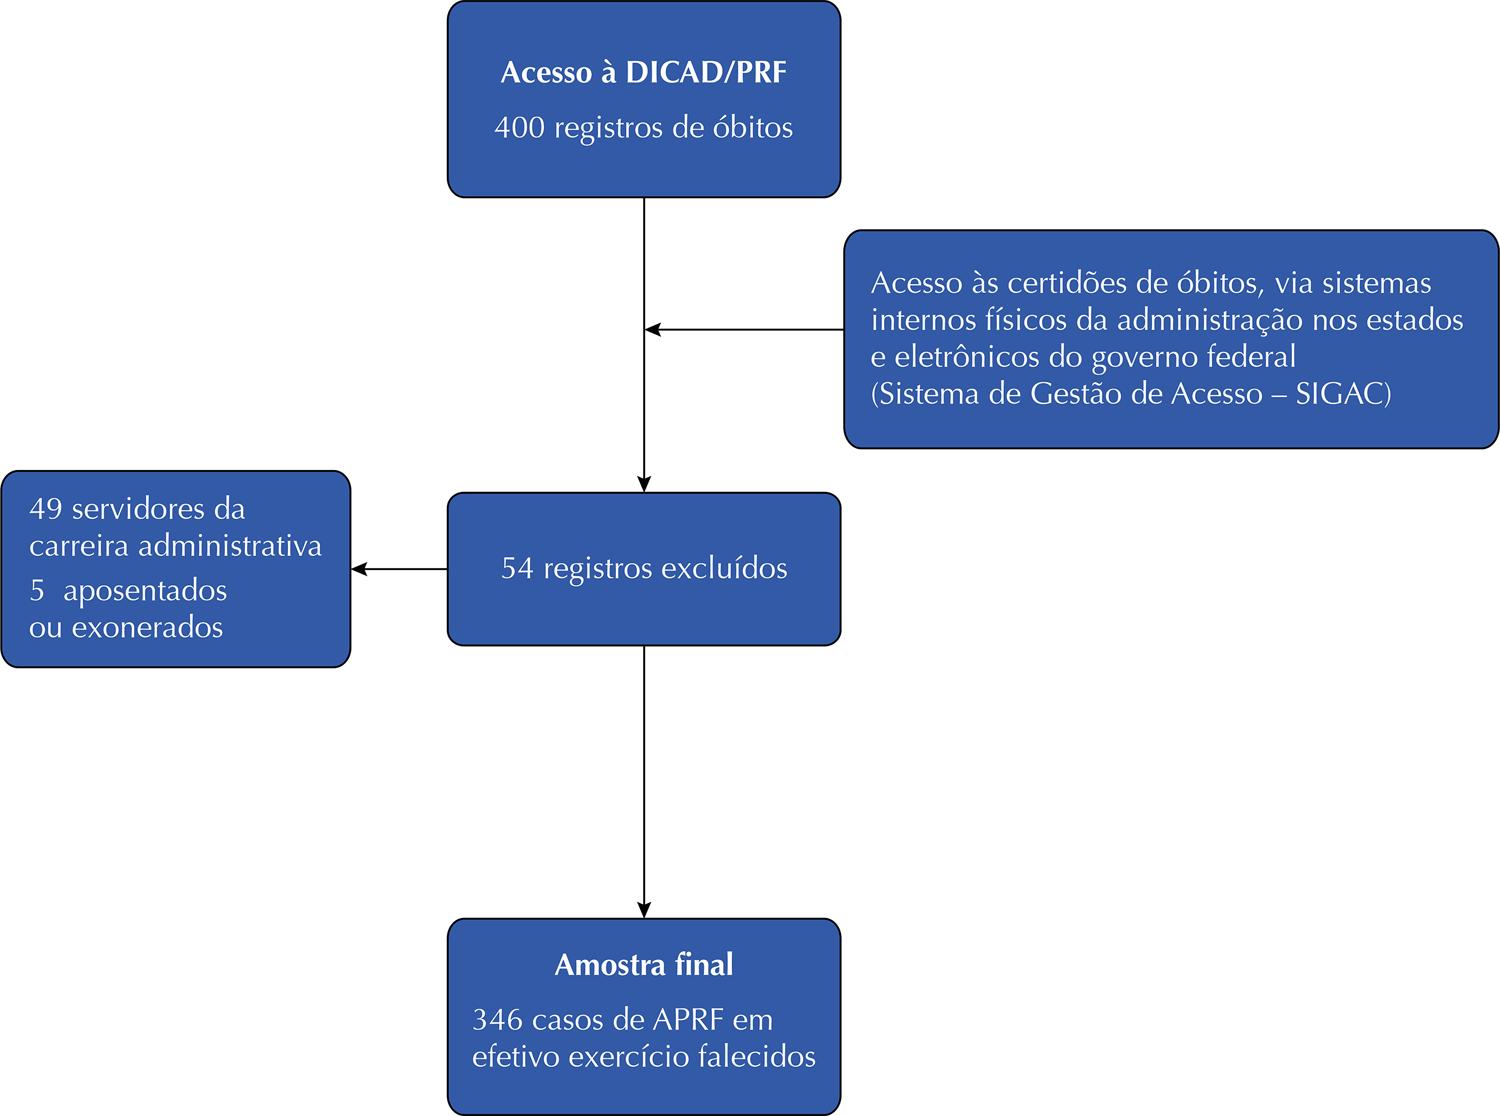 Acesso à DICAD/PRF
400 registros de óbitos
Acesso às certidões de óbitos, via sistemas
internos físicos da administração nos estados
e eletrônicos do governo federal
(Sistema de Gestão de Acesso – SIGAC)
49 servidores da
carreira administrativa
5 aposentados
ou exonerados
54 registros excluídos
Amostra final
346 casos de APRF em
efetivo exercício falecidos